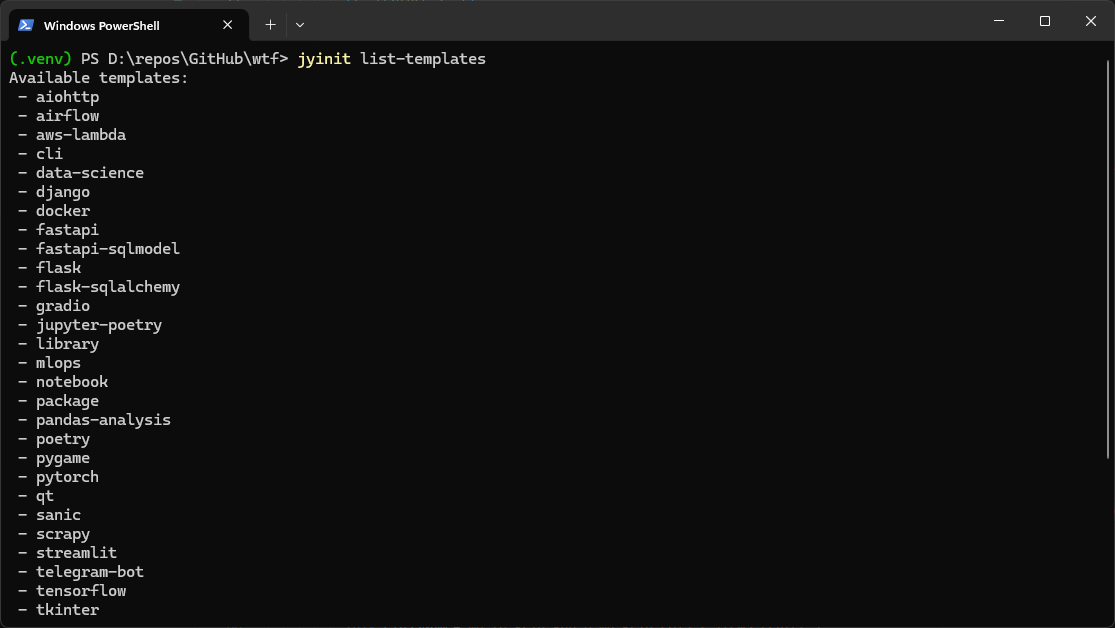 Windows PowerShell
(.venv) PS D:\repos\GitHub\wtf> jyinit list-templates
Available templates:
- aiohttp
- airflow
- aws-lambda
- cli
- data-science
- django
- docker
- fastapi
- fastapi-sqlmodel
- flask
- flask-sqlalchemy
- gradio
- jupyter-poetry
- library
- mlops
- notebook
- package
- pandas-analysis
- poetry
- pygame
- pytorch
- qt
- sanic
- scrapy
- streamlit
- telegram-bot
- tensorflow
- tkinter